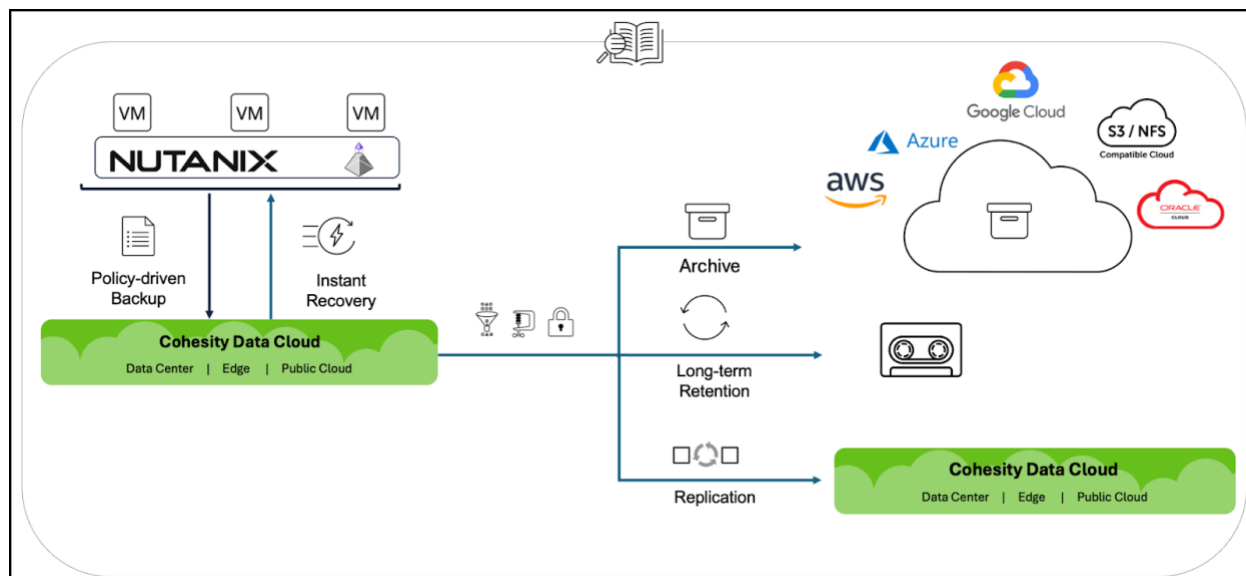 VM
VM
VM
NUTANIX
Policy-driven
Backup
Instant
Recovery
Cohesity Data Cloud
Data Center | Edge | Public Cloud
Archive
Long-term
Retention
Replication
Google Cloud
Azure
aws
S3 / NFS
Compatible Cloud
ORACLE
CLOUD
Cohesity Data Cloud
Data Center | Edge | Public Cloud